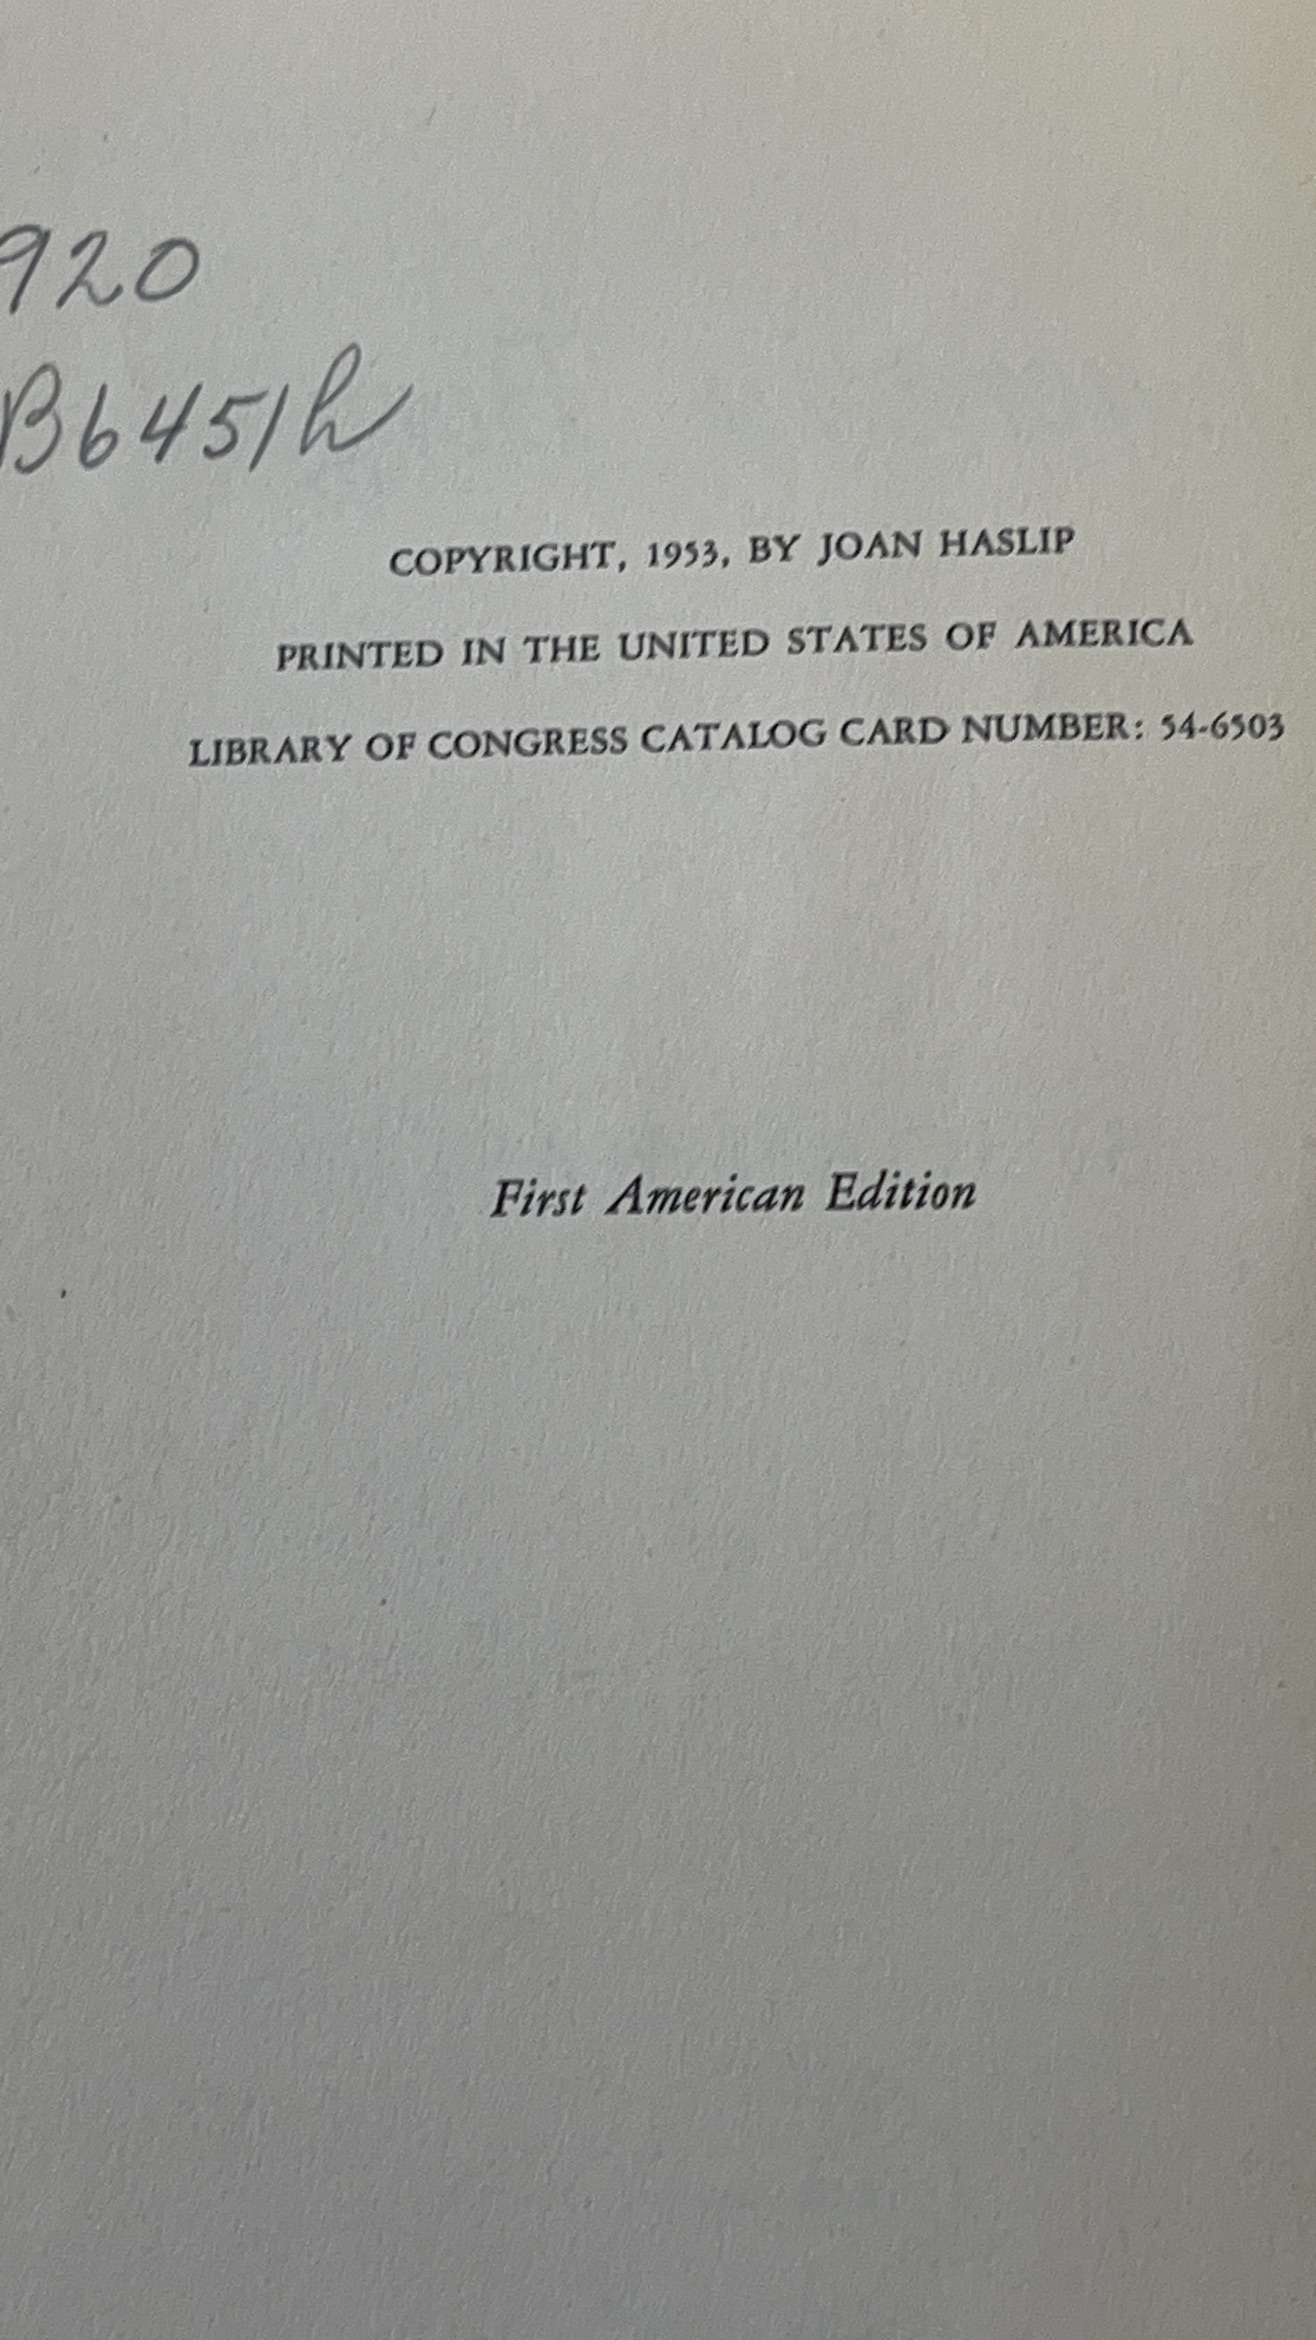 920
B6451h
COPYRIGHT, 1953, BY JOAN HASLIP
PRINTED IN THE UNITED STATES OF AMERICA
LIBRARY OF CONGRESS CATALOG CARD NUMBER: 54-6503
First American Edition